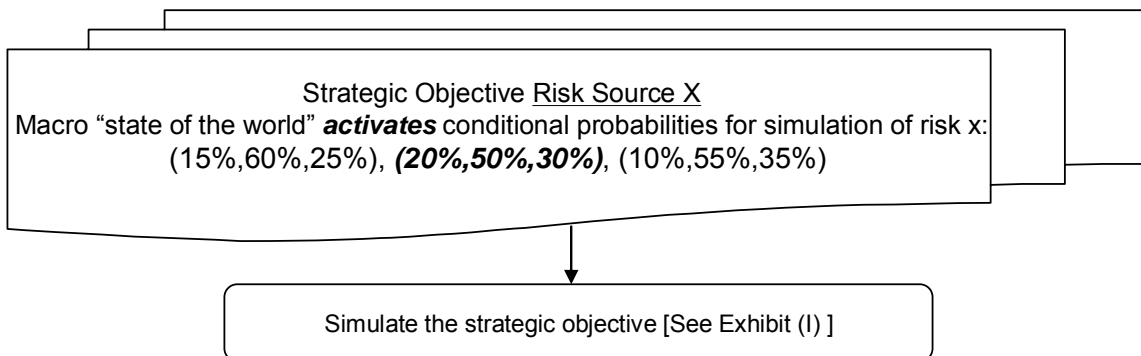 Strategic Objective Risk Source X
Macro “state of the world” activates conditional probabilities for simulation of risk x:
(15%,60%,25%), (20%,50%,30%), (10%,55%,35%)
Simulate the strategic objective [See Exhibit (I) ]